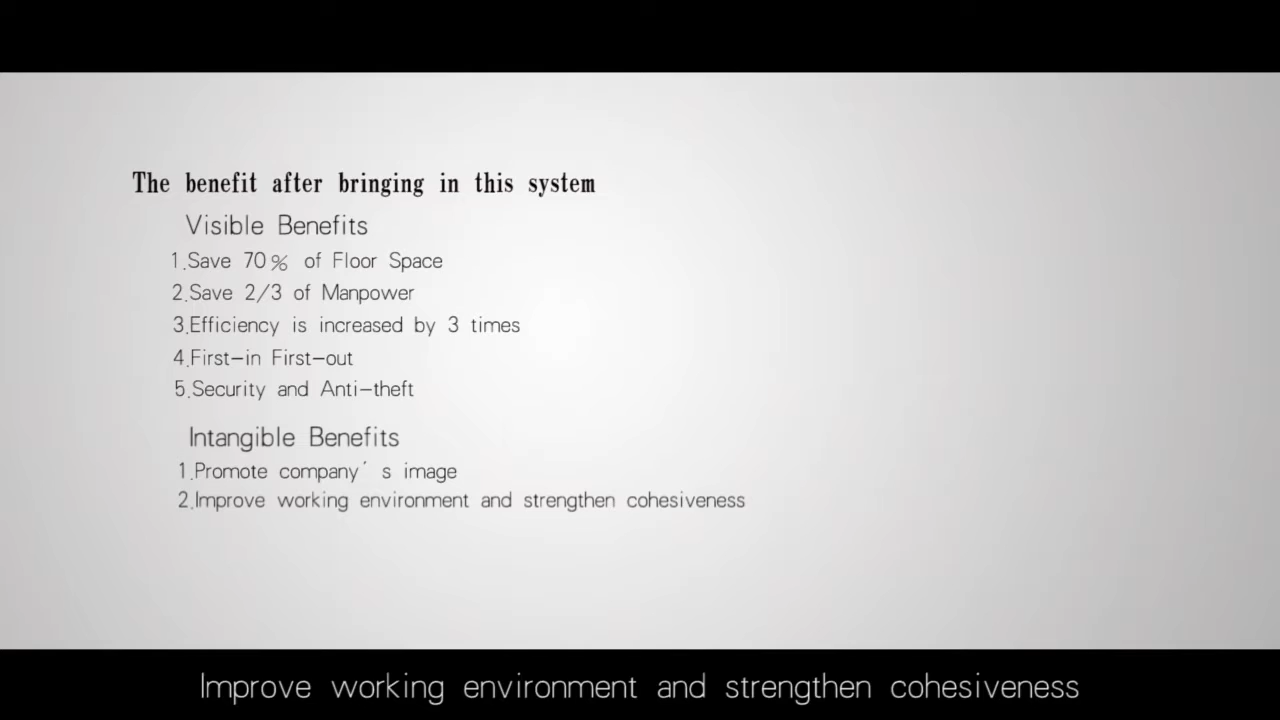 The benefit after bringing in this system
Visible Benefits
1.Save 70% of Floor Space
2.Save 2/3 of Manpower
3.Efficiency is increased by 3 times
4.First-in First-out
5.Security and Anti-theft
Intangible Benefits
1.Promote company´ s image
2.Improve working environment and strengthen cohesiveness
Improve working environment and strengthen cohesiveness